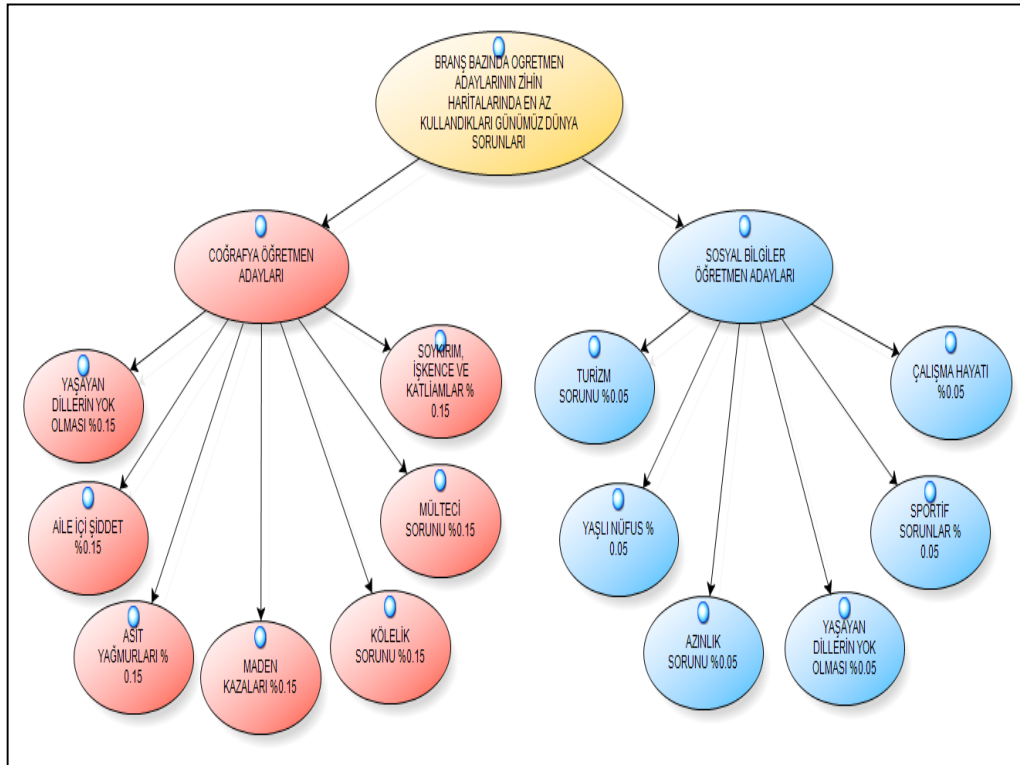 BRANŞ BAZINDA OGRETMEN
ADAYLARININ ZİHİN
HARİTALARINDA EN AZ
KULLANDIKLARI GÜNÜMÜZ DÜNYA
SORUNLARI
COĞRAFYA ÖĞRETMEN
ADAYLARI
SOSYAL BİLGİLER
ÖĞRETMEN ADAYLARI
YAŞAYAN
DİLLERİN YOK
OLMASI %0.15
SOYKIRIM,
İŞKENCE VE
KATLİAMLAR %
0.15
AİLE İÇİ ŞİDDET
%0.15
MÜLTECİ
SORUNU %0.15
ASİT
YAĞMURLARI %
0.15
MADEN
KAZALARI %0.15
KÖLELİK
SORUNU %0.15
TURİZM
SORUNU %0.05
ÇALIŞMA HAYATI
%0.05
YAŞLI NÜFUS %
0.05
SPORTİF
SORUNLAR %
0.05
AZINLIK
SORUNU %0.05
YAŞAYAN
DİLLERİN YOK
OLMASI %0.05